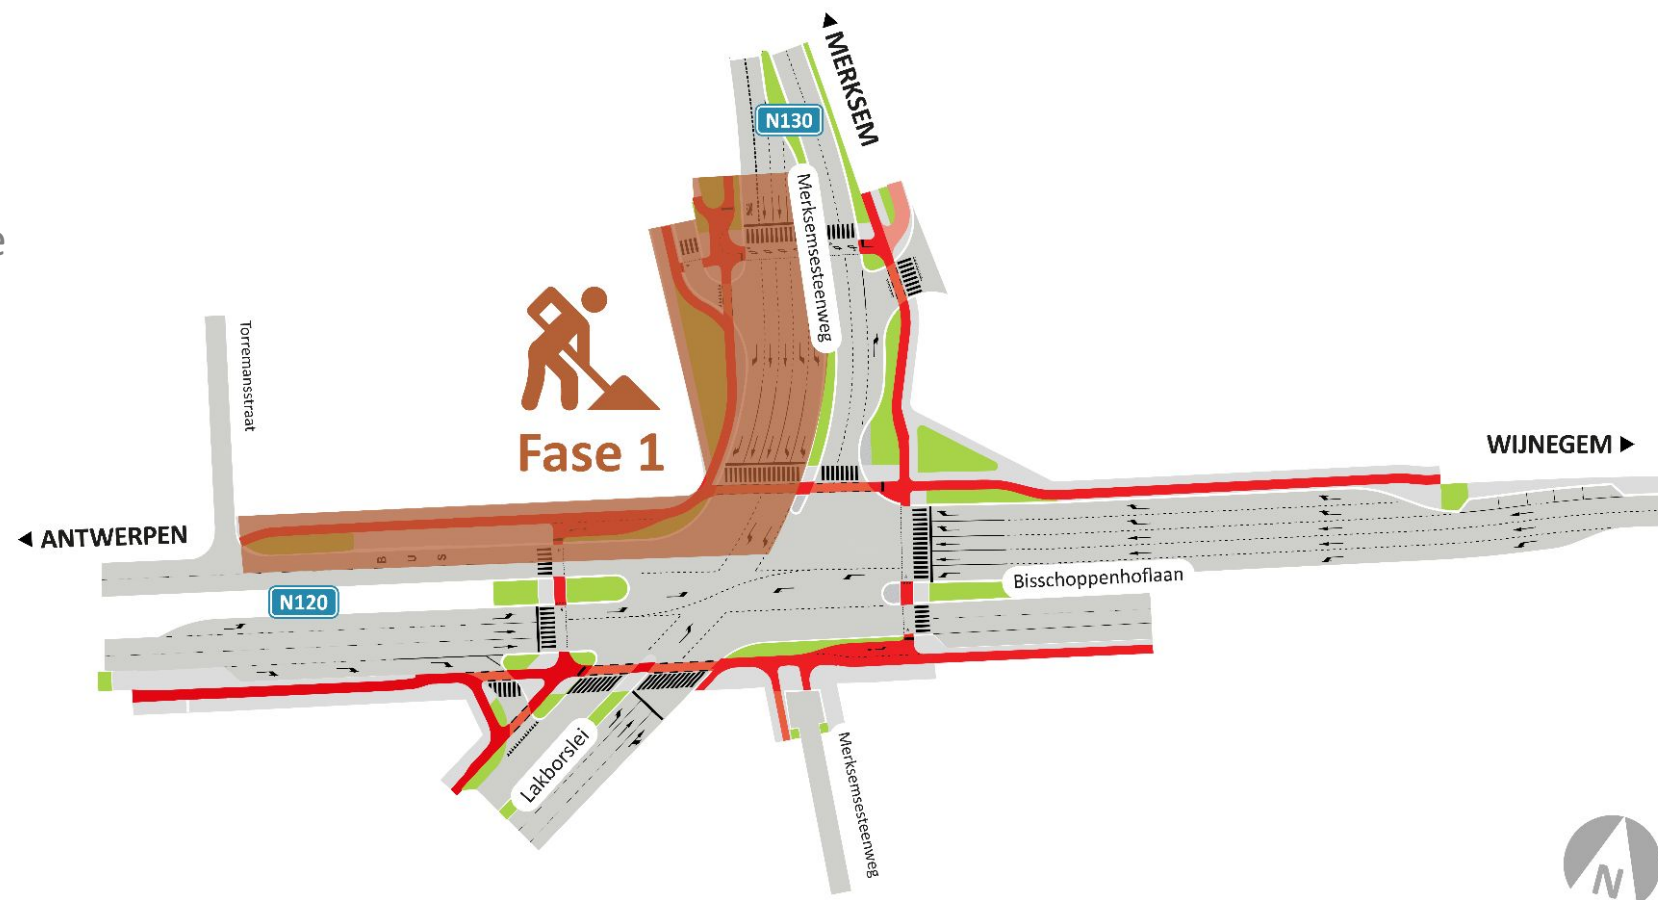 MERKSEM
N130
Merksemsesteenweg
e
Torremansstraat
Fase 1
WIJNEGEM
ANTWERPEN
BUS
Bisschoppenhoflaan
N120
Lakborslei
Merksemsesteenweg
N